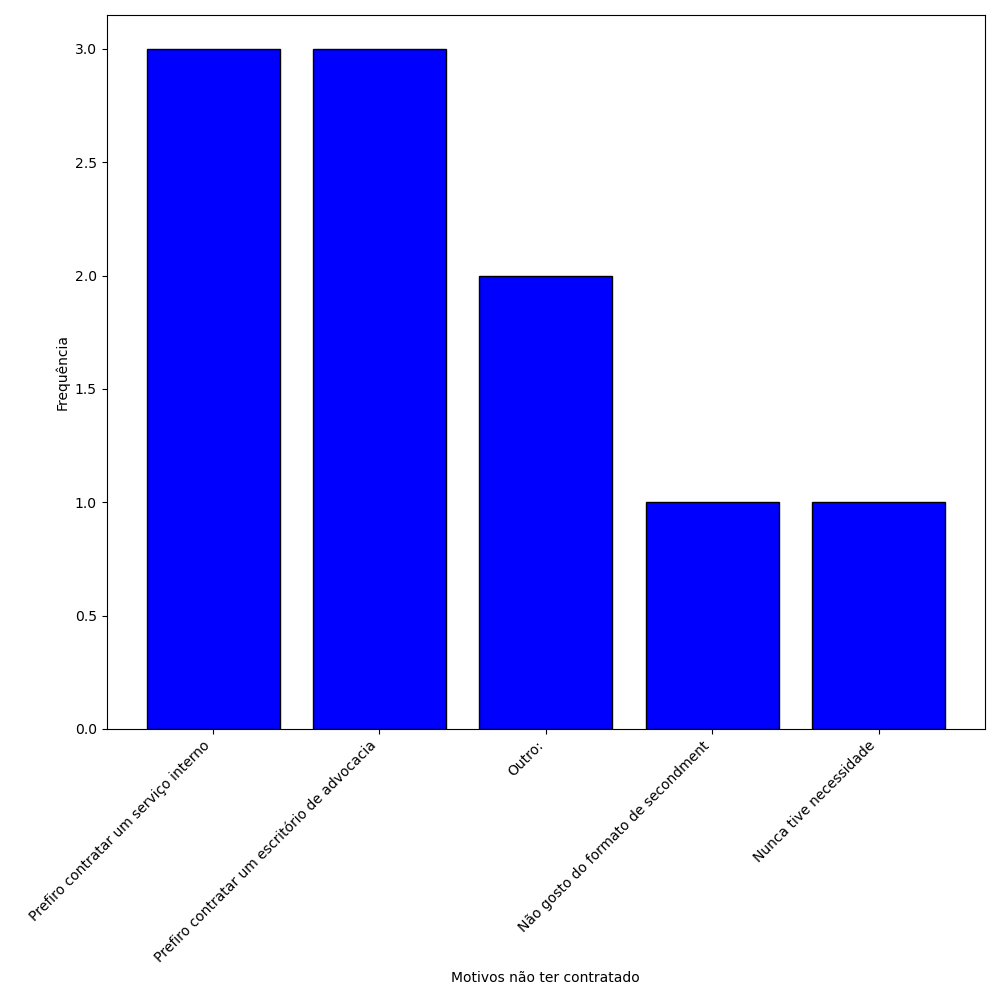 3.0
2.5
2.0
1.5
1.0
0.5
0.0
Frequência
Prefiro contratar um serviço interno
Prefiro contratar um escritório de advocacia
Outro:
Não gosto do formato de secondment
Nunca tive necessidade
Motivos não ter contratado